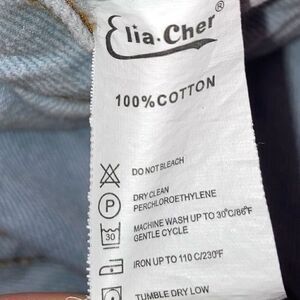 Elia·Cher
100%COTTON
DO NOT BLEACH
DRY CLEAN
PERCHLOROETHYLENE
P
MACHINE WASH UP TO 30°C/86°F
GENTLE CYCLE
30
IRON UP TO 110 C/230°F
TUMBLE DRY LOW